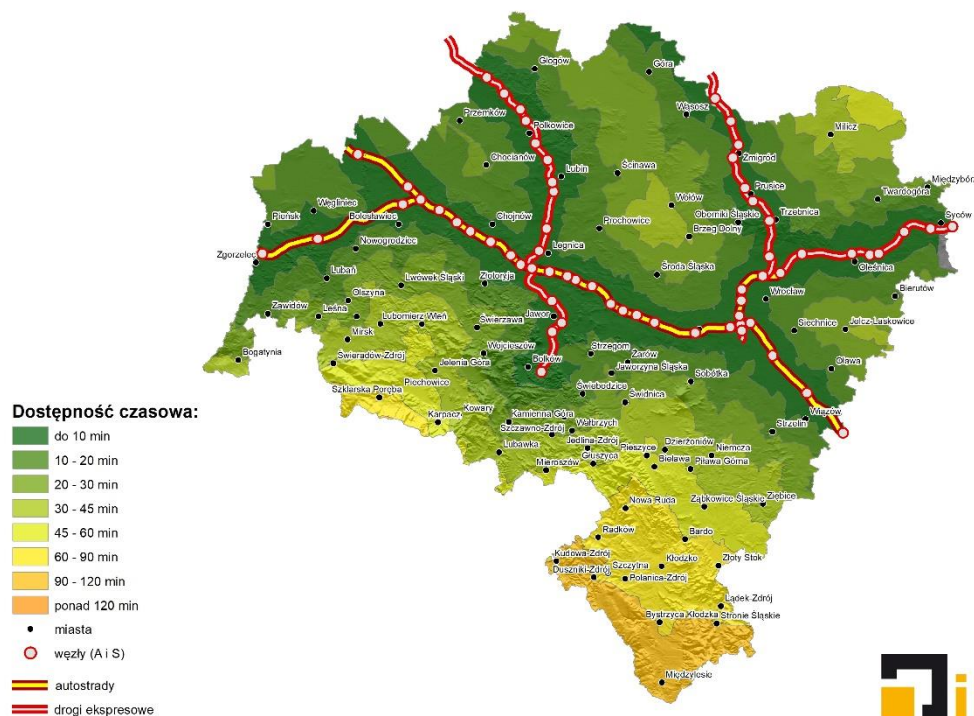 Głogów
Góra
Przemków
Wąsosz
Polkowice
Milicz
Chocianów
Żmigród
Lubin
Ścinawa
Międzybórz
Prusice
Twardogóra
Węgliniec
Wołów
Pieńsk
Bolesławiec
Chojnów
Prochowice
Oborniki Śląskie
Trzebnica
Syców
Brzeg Dolny
Nowogrodziec
Legnica
Zgorzelec
Oleśnica
Środa Śląska
Lubań
Lwówek Śląski
Złotoryja
Wrocław
Bierutów
Olszyna
Zawidów
Leśna
Lubomierz
Wleń
Świerzawa
Jawor
Siechnice
Jelcz-Laskowice
Mirsk
Wojcieszów
Strzegom
Bogatynia
Świeradów-Zdrój
Jelenia Góra
Bolków
Żarów
Jaworzyna Śląska
Oława
Sobótka
Piechowice
Szklarska Poręba
Świebodzice
Świdnica
Kowary
Karpacz
Kamienna Góra
Wiązów
Szczawno-Zdrój
Wałbrzych
Strzelin
Lubawka
Jedlina-Zdrój
Pieszyce
Dzierżoniów
Niemcza
Głuszyca
Bielawa
Piława Górna
Mieroszów
Nowa Ruda
Ząbkowice Śląskie
Ziębice
Radków
Bardo
Kudowa-Zdrój
Szczytna
Kłodzko
Złoty Stok
Duszniki-Zdrój
Polanica-Zdrój
Lądek-Zdrój
Bystrzyca Kłodzka
Stronie Śląskie
Międzylesie
Dostępność czasowa:
do 10 min
10 - 20 min
20 - 30 min
30 - 45 min
45 - 60 min
60 - 90 min
90 - 120 min
ponad 120 min
miasta
węzły (A i S)
autostrady
drogi ekspresowe